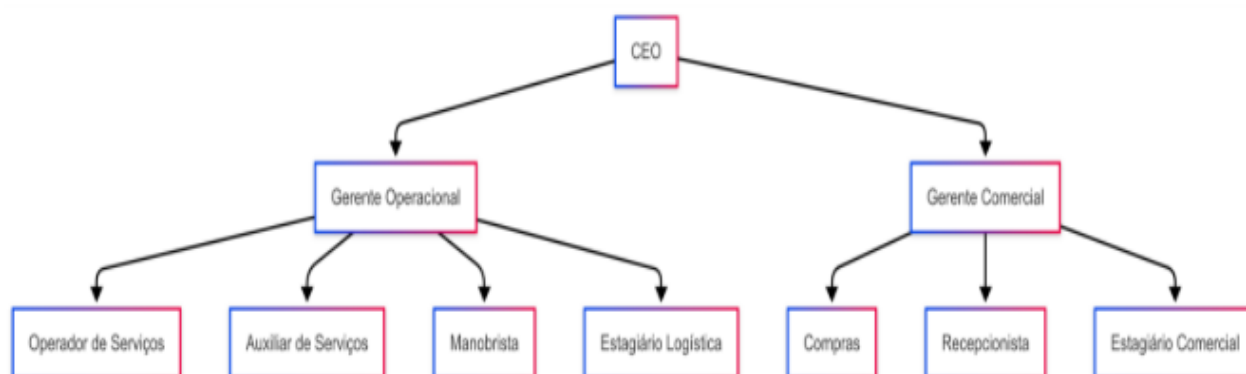 CEO
Gerente Operacional
Gerente Comercial
Operador de Serviços
Auxiliar de Serviços
Manobrista
Estagiário Logística
Compras
Recepcionista
Estagiário Comercial